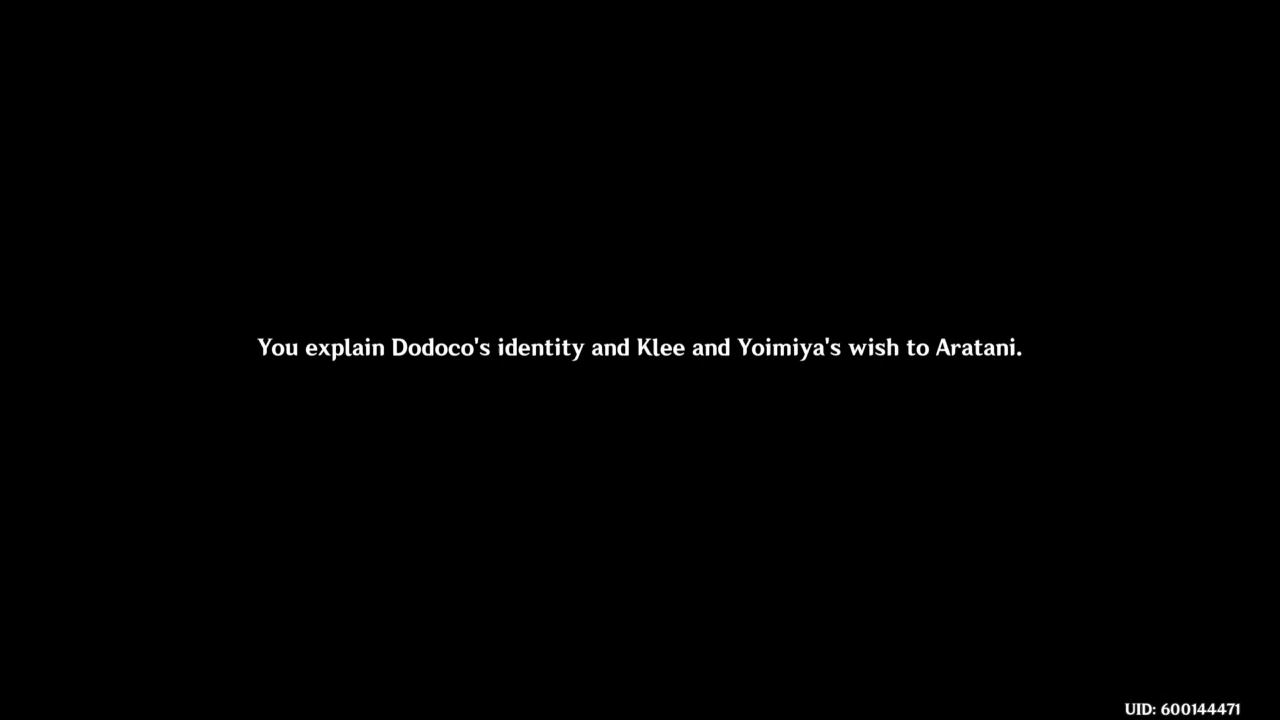 You explain Dodoco's identity and Klee and Yoimiya's wish to Aratani.
UID: 600144471